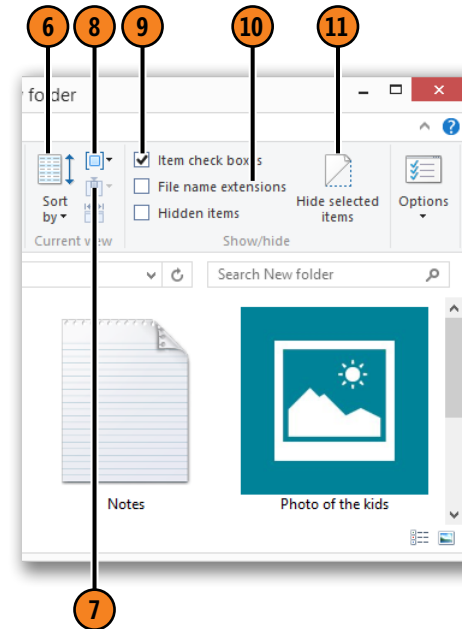 6 8 9 10 11
folder
Item check boxes
File name extensions
Hidden items
Sort
by
Hide selected
items
Options
Current view
Show/hide
Search New folder
Notes
Photo of the kids
7